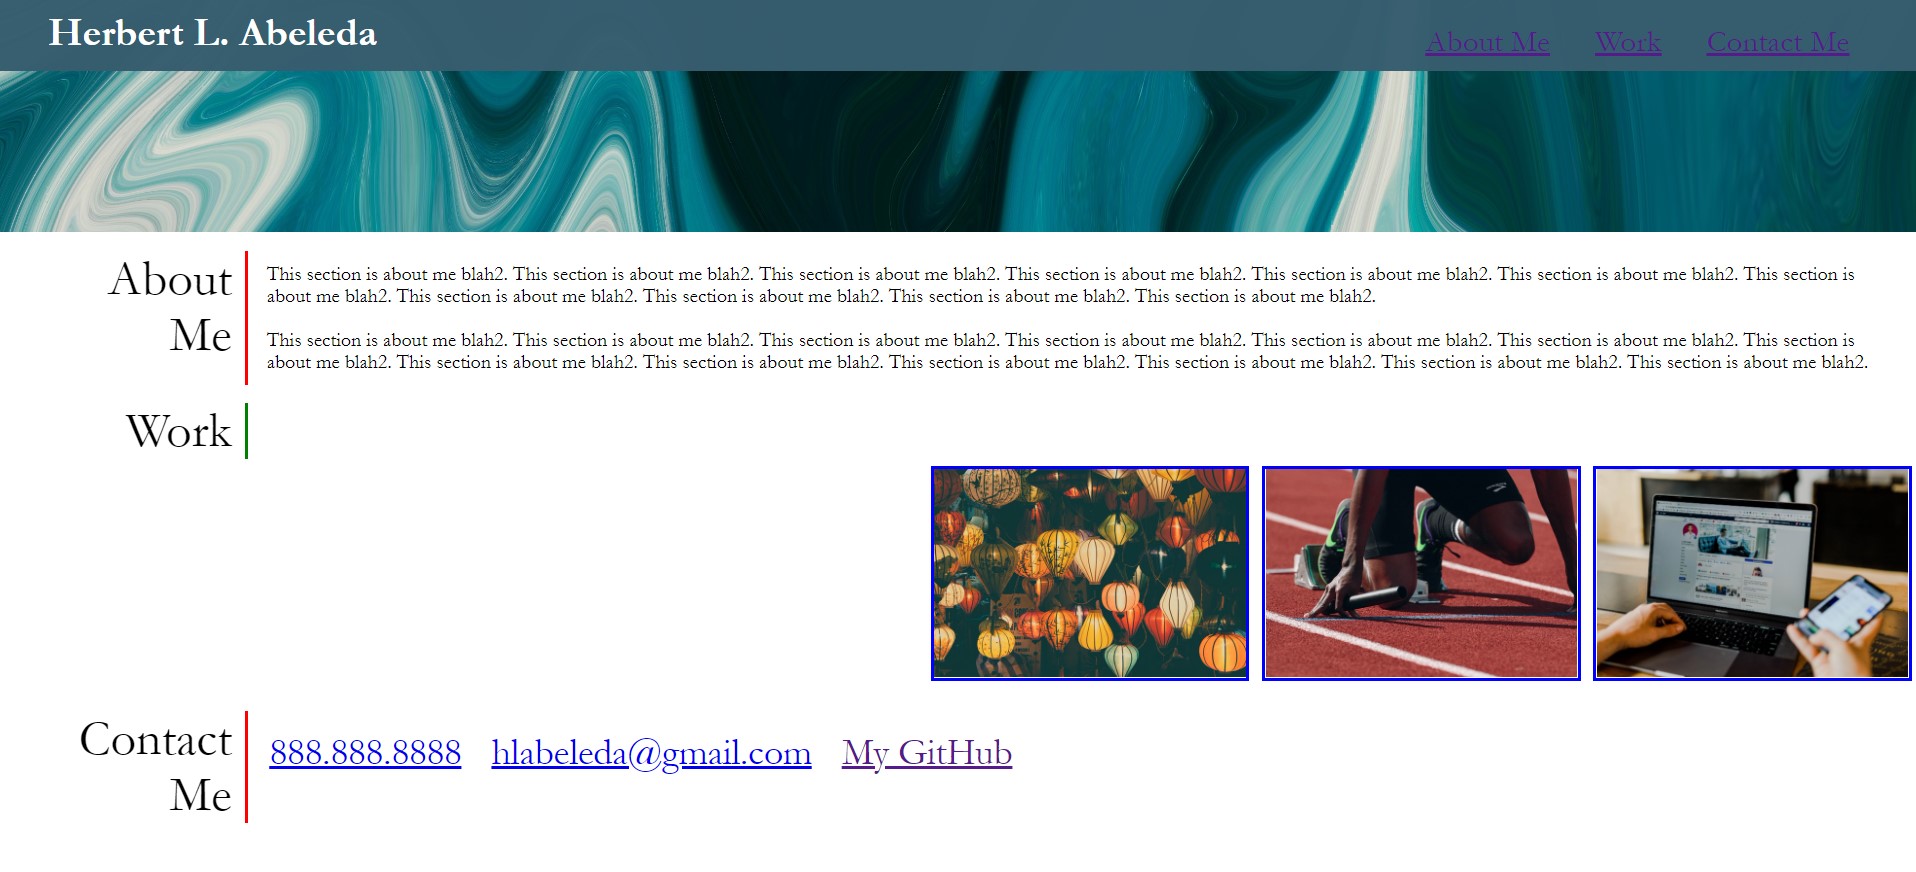 Herbert L. Abeleda
About Me Work Contact Me
About
Me
This section is about me blah2. This section is about me blah2. This section is about me blah2. This section is about me blah2. This section is about me blah2. This section is about me blah2. This section is
about me blah2. This section is about me blah2. This section is about me blah2. This section is about me blah2. This section is about me blah2.
This section is about me blah2. This section is about me blah2. This section is about me blah2. This section is about me blah2. This section is about me blah2. This section is about me blah2. This section is
about me blah2. This section is about me blah2. This section is about me blah2. This section is about me blah2. This section is about me blah2. This section is about me blah2. This section is about me blah2.
Work
Contact
Me
888.888.8888 hlabeleda@gmail.com My GitHub